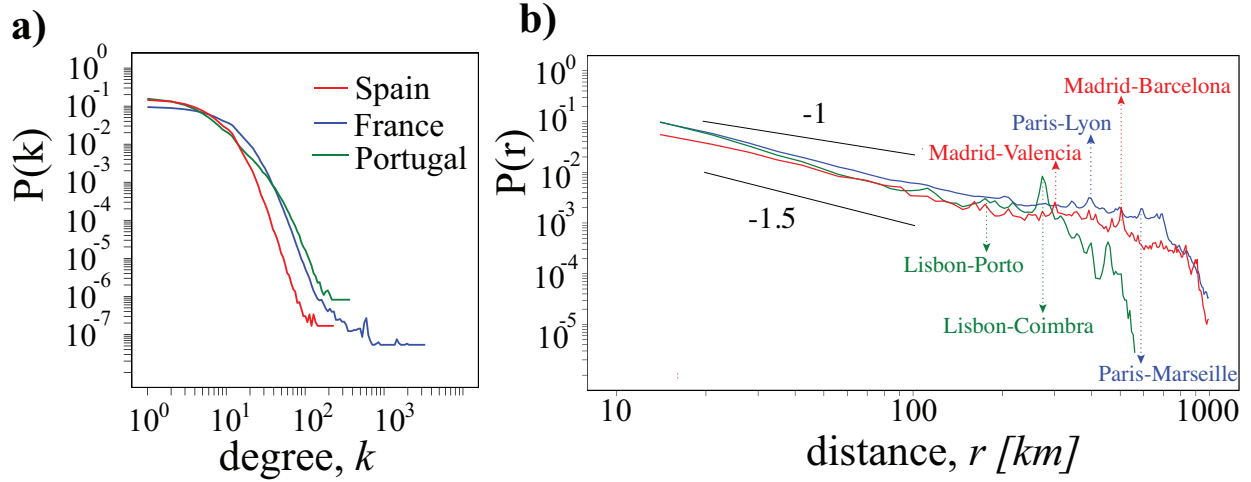 a)
P(k)
10^0
10^-1
10^-2
10^-3
10^-4
10^-5
10^-6
10^-7
Spain
France
Portugal
10^0
10^1
10^2
10^3
degree, k
b)
P(r)
10^0
10^-1
10^-2
10^-3
10^-4
10^-5
-1
-1.5
Madrid-Barcelona
Paris-Lyon
Madrid-Valencia
Lisbon-Porto
Lisbon-Coimbra
Paris-Marseille
10
100
1000
distance, r [km]